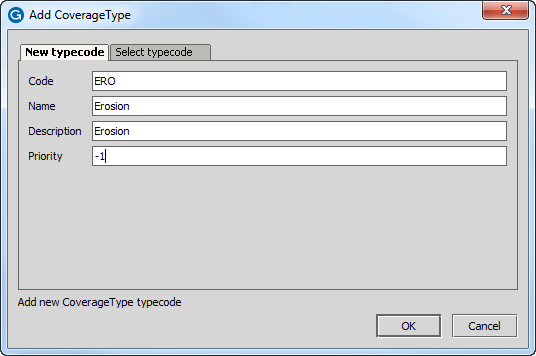 G Add CoverageType
New typecode Select typecode
Code ERO
Name Erosion
Description Erosion
Priority -1
Add new CoverageType typecode
OK Cancel